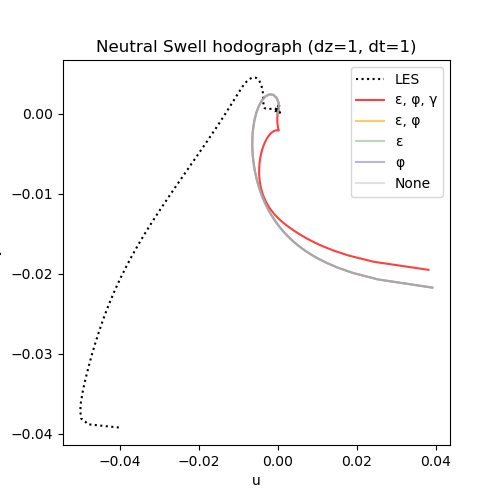 Neutral Swell hodograph (dz=1, dt=1)
LES
ε, φ, γ
ε, φ
ε
φ
None
0.00
−0.01
−0.02
−0.03
−0.04
−0.04 −0.02 0.00 0.02 0.04
u